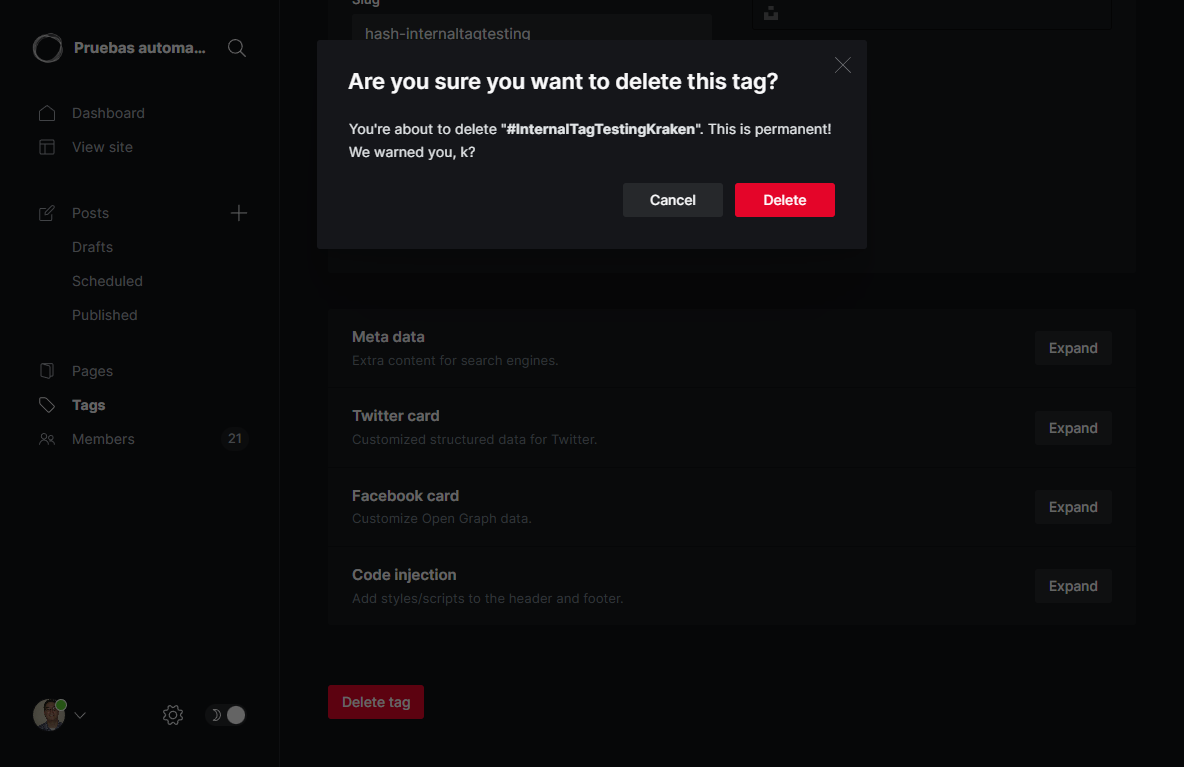 Pruebas automa...
Dashboard
View site
Posts
Drafts
Scheduled
Published
Pages
Tags
Members
21
Slug
hash-internaltagtesting
Are you sure you want to delete this tag?
You're about to delete "#InternalTagTestingKraken". This is permanent!
We warned you, k?
Cancel
Delete
Meta data
Extra content for search engines.
Expand
Twitter card
Customized structured data for Twitter.
Expand
Facebook card
Customize Open Graph data.
Expand
Code injection
Add styles/scripts to the header and footer.
Expand
Delete tag